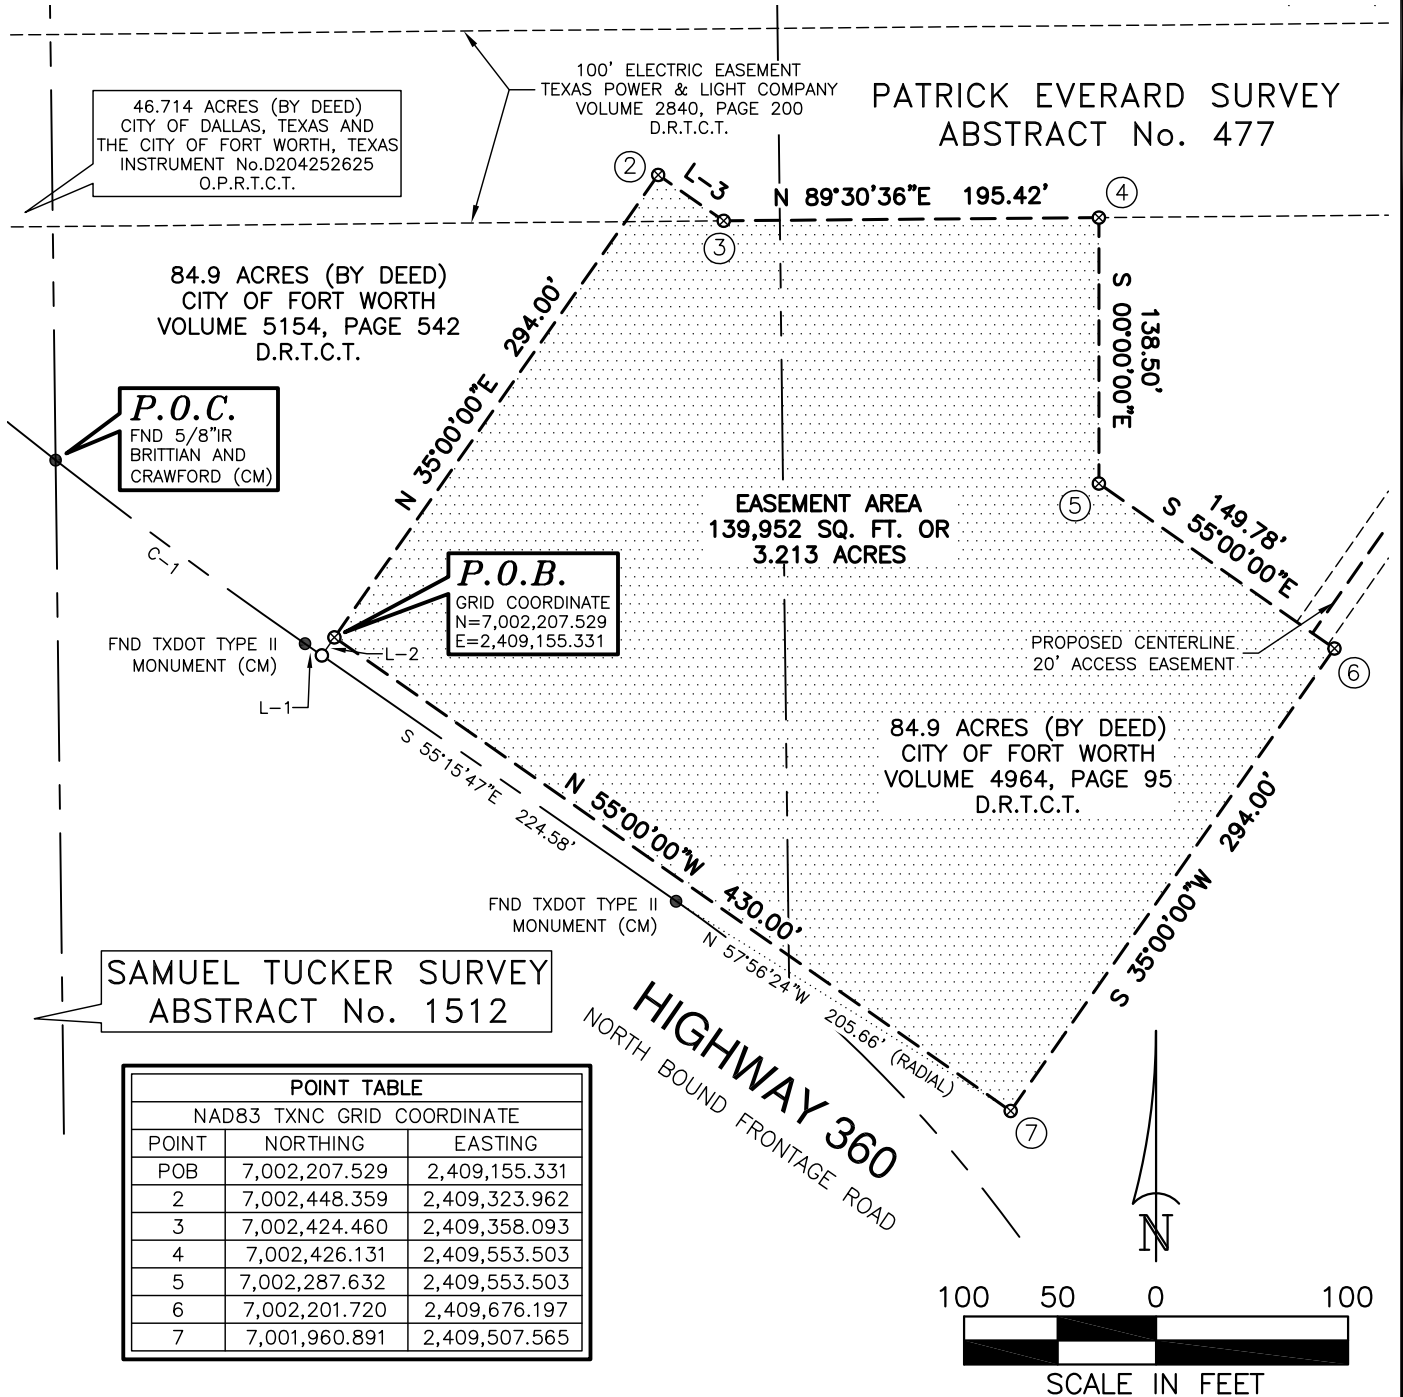 100' ELECTRIC EASEMENT
TEXAS POWER & LIGHT COMPANY
VOLUME 2840, PAGE 200
D.R.T.C.T.
PATRICK EVERARD SURVEY
ABSTRACT No. 477
46.714 ACRES (BY DEED)
CITY OF DALLAS, TEXAS AND
THE CITY OF FORT WORTH, TEXAS
INSTRUMENT No.D204252625
O.P.R.T.C.T.
2
L-3
N 89°30'36"E 195.42'
4
3
84.9 ACRES (BY DEED)
CITY OF FORT WORTH
VOLUME 5154, PAGE 542
D.R.T.C.T.
N 35°00'00"E 294.00'
S 00°00'00"E
138.50'
P.O.C.
FND 5/8"IR
BRITTIAN AND
CRAWFORD (CM)
5
EASEMENT AREA
139,952 SQ. FT. OR
3.213 ACRES
149.78'
S 55°00'00"E
C-1
P.O.B.
GRID COORDINATE
N=7,002,207.529
E=2,409,155.331
FND TXDOT TYPE II
MONUMENT (CM)
L-2
L-1
PROPOSED CENTERLINE
20' ACCESS EASEMENT
6
S 55°15'47"E 224.58'
N 55°00'00"W 430.00'
84.9 ACRES (BY DEED)
CITY OF FORT WORTH
VOLUME 4964, PAGE 95
D.R.T.C.T.
S 35°00'00"W 294.00'
FND TXDOT TYPE II
MONUMENT (CM)
N 57°56'24"W 205.66' (RADIAL)
SAMUEL TUCKER SURVEY
ABSTRACT No. 1512
HIGHWAY 360
NORTH BOUND FRONTAGE ROAD
7
POINT TABLE
NAD83 TXNC GRID COORDINATE
POINT NORTHING EASTING
POB 7,002,207.529 2,409,155.331
2 7,002,448.359 2,409,323.962
3 7,002,424.460 2,409,358.093
4 7,002,426.131 2,409,553.503
5 7,002,287.632 2,409,553.503
6 7,002,201.720 2,409,676.197
7 7,001,960.891 2,409,507.565
N
100 50 0 100
SCALE IN FEET